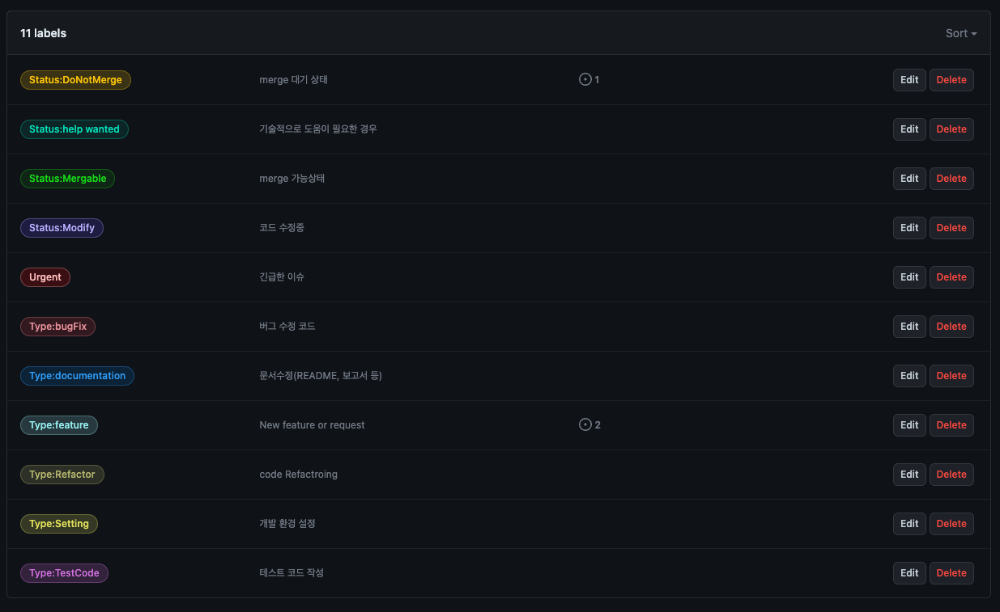 11 labels Sort
Status:DoNotMerge merge 대기 상태 1 Edit Delete
Status:help wanted 기술적으로 도움이 필요한 경우 Edit Delete
Status:Mergable merge 가능상태 Edit Delete
Status:Modify 코드 수정중 Edit Delete
Urgent 긴급한 이슈 Edit Delete
Type:bugFix 버그 수정 코드 Edit Delete
Type:documentation 문서수정(README, 보고서 등) Edit Delete
Type:feature New feature or request 2 Edit Delete
Type:Refactor code Refactroing Edit Delete
Type:Setting 개발 환경 설정 Edit Delete
Type:TestCode 테스트 코드 작성 Edit Delete